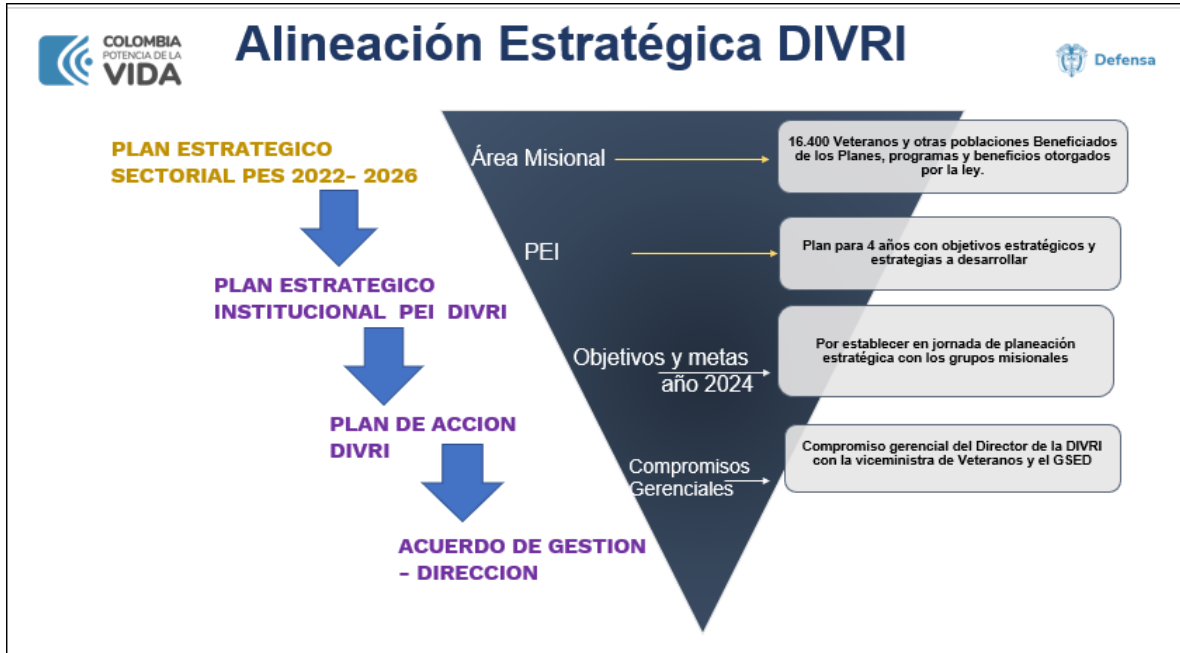 COLOMBIA
POTENCIA DE LA
VIDA
Alineación Estratégica DIVRI
Defensa
PLAN ESTRATEGICO
SECTORIAL PES 2022- 2026
PLAN ESTRATEGICO
INSTITUCIONAL PEI DIVRI
PLAN DE ACCION
DIVRI
ACUERDO DE GESTION
- DIRECCION
Área Misional
16.400 Veteranos y otras poblaciones Beneficiados
de los Planes, programas y beneficios otorgados
por la ley.
PEI
Plan para 4 años con objetivos estratégicos y
estrategias a desarrollar
Objetivos y metas
año 2024
Por establecer en jornada de planeación
estratégica con los grupos misionales
Compromisos
Gerenciales
Compromiso gerencial del Director de la DIVRI
con la viceministra de Veteranos y el GSED